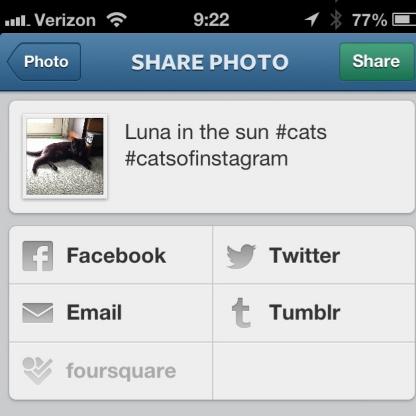 Verizon 9:22 77%
Photo SHARE PHOTO Share
Luna in the sun #cats
#catsofinstagram
Facebook Twitter
Email Tumblr
foursquare